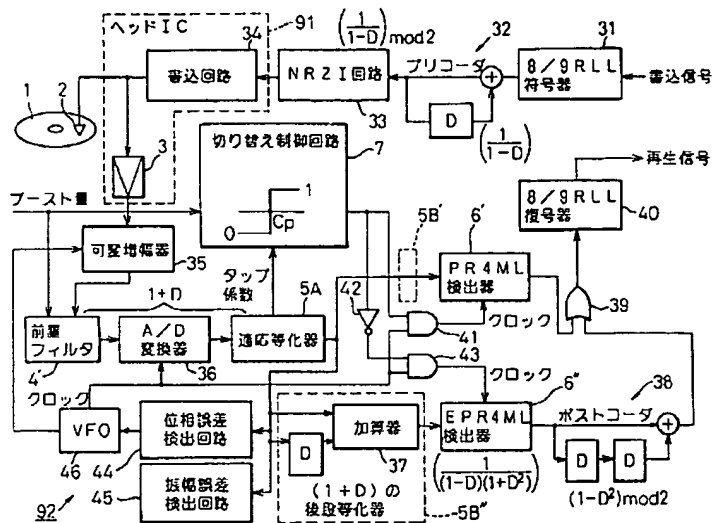 ヘッドIC
91
34
書込回路
(1/(1-D))mod2
NRZI回路
33
プリコーダ
32
D
(1/(1-D))
31
8/9RLL
符号器
書込信号
1
2
3
切り替え制御回路
7
1
0
Cp
ブースト量
可変増幅器
35
1+D
タップ
係数
前置
フィルタ
4'
A/D
変換器
36
5A
適応等化器
42
5B'
6'
PR4ML
検出器
41
クロック
43
クロック
再生信号
8/9RLL
復号器
40
39
クロック
VFO
46
位相誤差
検出回路
44
振幅誤差
検出回路
45
92
D
加算器
37
(1+D)の
後段等化器
5B"
6"
EPR4ML
検出器
(1/((1-D)(1+D²)))
ポストコーダ
38
D
D
(1-D²)mod2